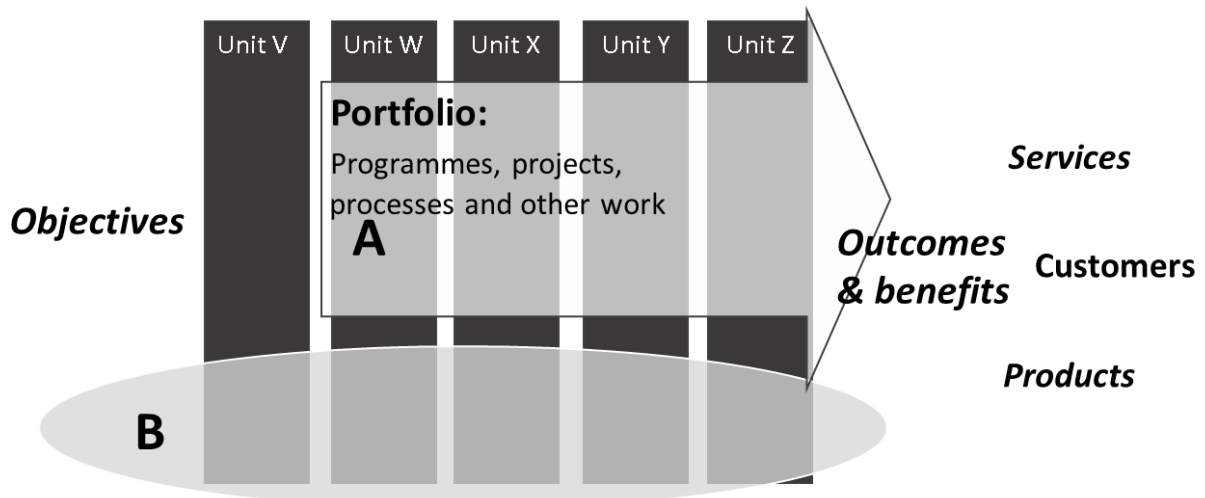 Unit V
Unit W
Unit X
Unit Y
Unit Z
Portfolio:
Programmes, projects,
processes and other work
A
Objectives
Outcomes
& benefits
Services
Customers
Products
B